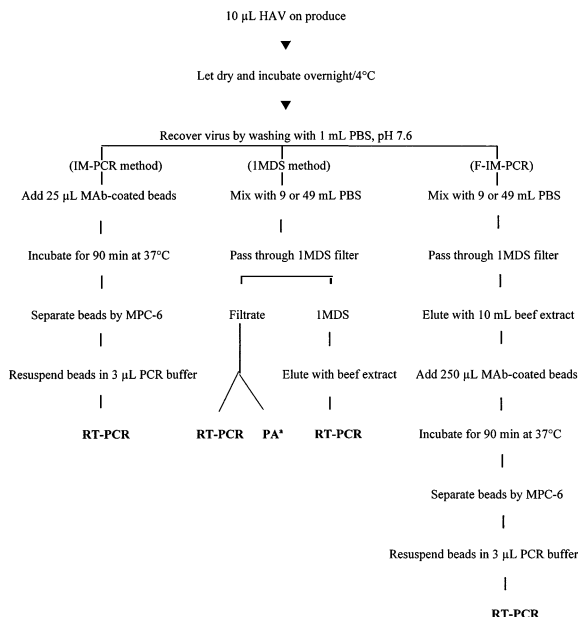 10 µL HAV on produce
Let dry and incubate overnight/4°C
Recover virus by washing with 1 mL PBS, pH 7.6
(IM-PCR method)
Add 25 µL MAb-coated beads
Incubate for 90 min at 37°C
Separate beads by MPC-6
Resuspend beads in 3 µL PCR buffer
RT-PCR
(1MDS method)
Mix with 9 or 49 mL PBS
Pass through 1MDS filter
Filtrate
RT-PCR
PAª
1MDS
Elute with beef extract
RT-PCR
(F-IM-PCR)
Mix with 9 or 49 mL PBS
Pass through 1MDS filter
Elute with 10 mL beef extract
Add 250 µL MAb-coated beads
Incubate for 90 min at 37°C
Separate beads by MPC-6
Resuspend beads in 3 µL PCR buffer
RT-PCR